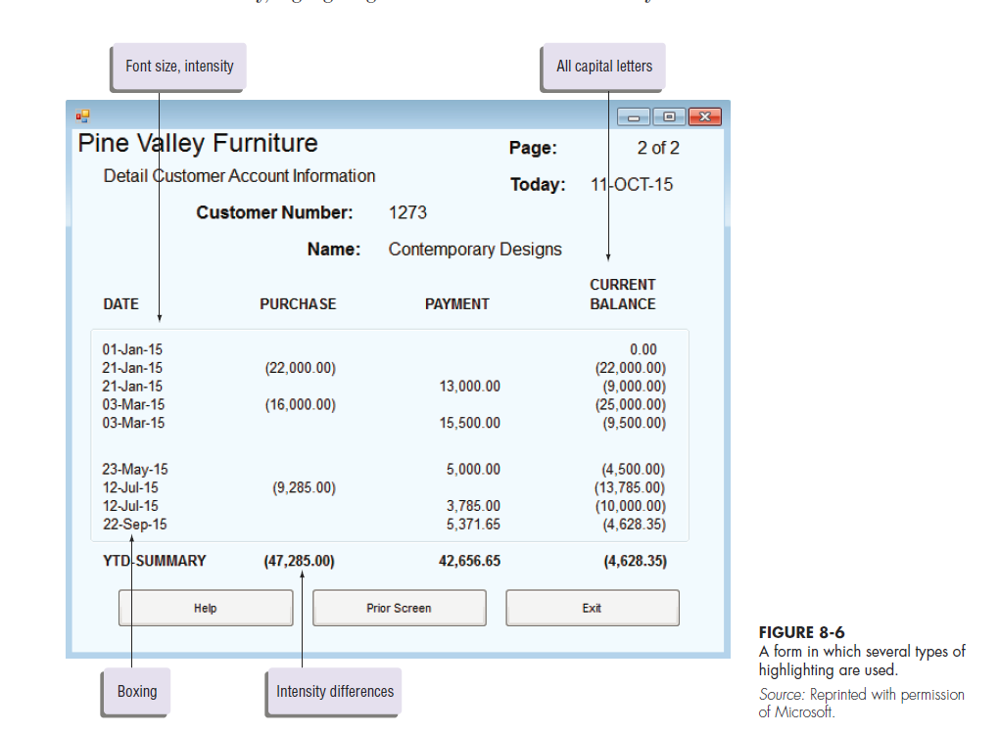 Font size, intensity
All capital letters
Pine Valley Furniture
Page: 2 of 2
Detail Customer Account Information
Today: 11-OCT-15
Customer Number: 1273
Name: Contemporary Designs
CURRENT
DATE PURCHASE PAYMENT BALANCE
01-Jan-15 0.00
21-Jan-15 (22,000.00) (22,000.00)
21-Jan-15 13,000.00 (9,000.00)
03-Mar-15 (16,000.00) (25,000.00)
03-Mar-15 15,500.00 (9,500.00)
23-May-15 5,000.00 (4,500.00)
12-Jul-15 (9,285.00) (13,785.00)
12-Jul-15 3,785.00 (10,000.00)
22-Sep-15 5,371.65 (4,628.35)
YTD-SUMMARY (47,285.00) 42,656.65 (4,628.35)
Help Prior Screen Exit
Boxing
Intensity differences
FIGURE 8-6
A form in which several types of
highlighting are used.
Source: Reprinted with permission
of Microsoft.